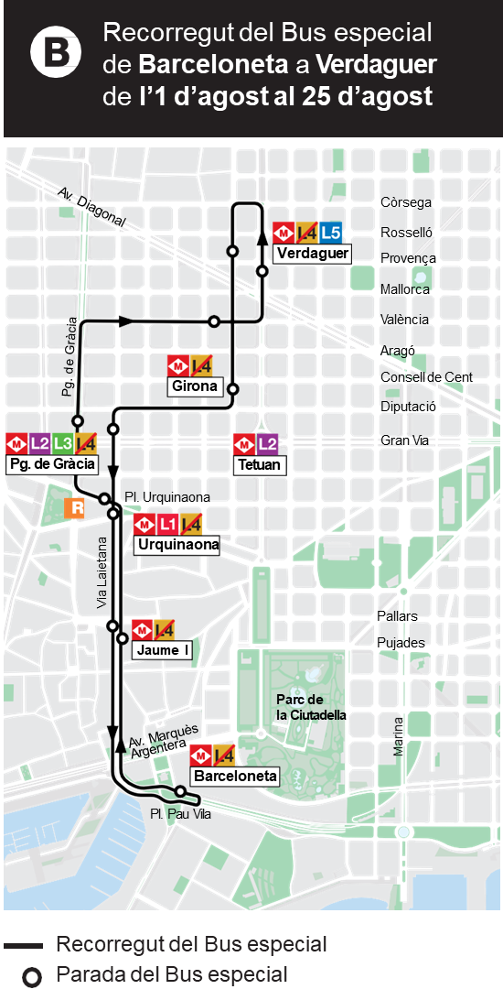 B
Recorregut del Bus especial
de Barceloneta a Verdaguer
de l'1 d'agost al 25 d'agost
Av. Diagonal
Còrsega
M L4 L5
Verdaguer
Rosselló
Provença
Mallorca
València
Pg. de Gràcia
Aragó
M L4
Girona
Consell de Cent
Diputació
M L2 L3 L4
Pg. de Gràcia
M L2
Tetuan
Gran Via
R
Pl. Urquinaona
M L1 L4
Urquinaona
Via Laietana
Pallars
M L4
Jaume I
Pujades
Parc de
la Ciutadella
Av. Marquès
Argentera
Marina
M L4
Barceloneta
Pl. Pau Vila
Recorregut del Bus especial
Parada del Bus especial